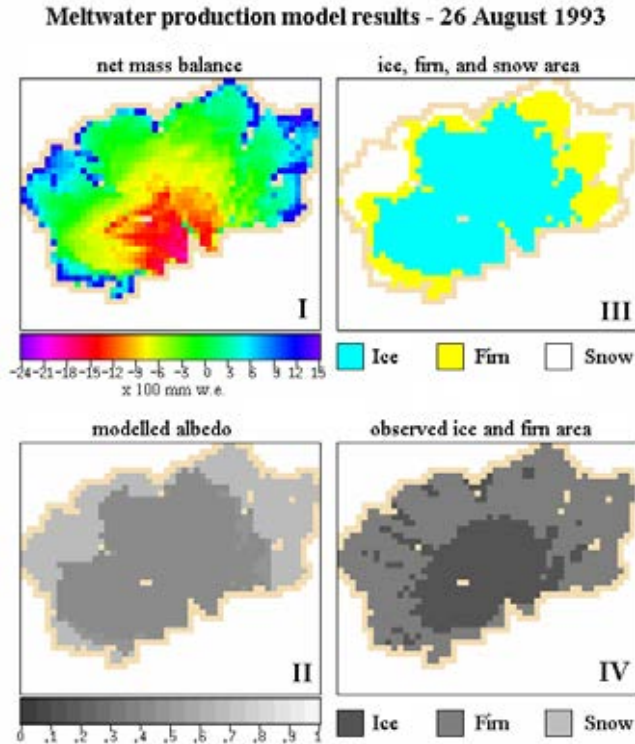 Meltwater production model results - 26 August 1993
net mass balance
I
-24-21-18-15-12-9 -6 -3 0 3 6 9 12 15
x 100 mm w.e.
ice, firn, and snow area
III
Ice Firn Snow
modelled albedo
II
0 .1 .2 .3 .4 .5 .6 .7 .8 .9 1
observed ice and firn area
IV
Ice Firn Snow